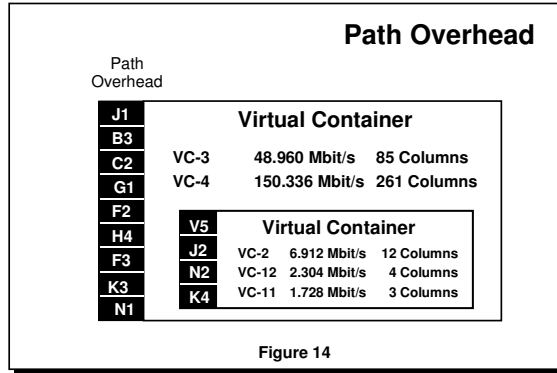 Path Overhead
Path
Overhead
J1
B3
C2
G1
F2
H4
F3
K3
N1
Virtual Container
VC-3 48.960 Mbit/s 85 Columns
VC-4 150.336 Mbit/s 261 Columns
V5
J2
N2
K4
Virtual Container
VC-2 6.912 Mbit/s 12 Columns
VC-12 2.304 Mbit/s 4 Columns
VC-11 1.728 Mbit/s 3 Columns
Figure 14